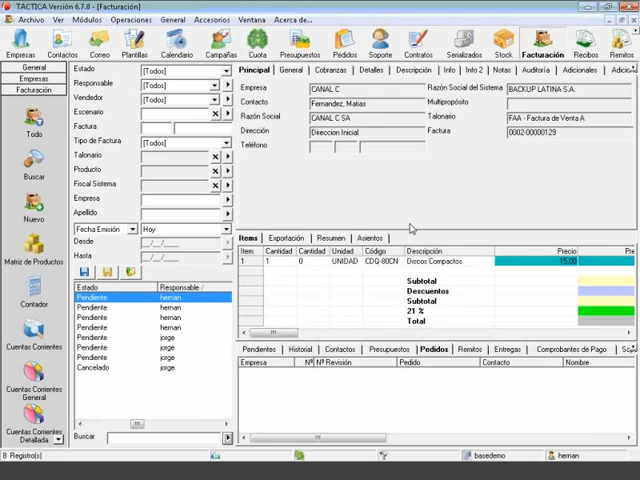 TACTICA Versión 6.7.0 - [Facturación]
Archivo Ver Módulos Operaciones General Accesorios Ventana Acerca de...
Empresas Contactos Correo Plantillas Calendario Campañas Cuota Presupuestos Pedidos Soporte Contratos Serializados Stock Facturación Recibos Remitos
General
Empresas
Facturación
Todo
Buscar
Nuevo
Matriz de Productos
Contador
Cuentas Corrientes
Cuentas Corrientes General
Cuentas Corrientes Detallada
Estado [Todos]
Responsable [Todos]
Vendedor [Todos]
Escenario
Factura
Tipo de Factura [Todos]
Talonario
Producto
Fiscal Sistema
Empresa
Apellido
Fecha Emisión Hoy
Desde __/__/____
Hasta __/__/____
Estado Responsable
Pendiente hernan
Pendiente hernan
Pendiente hernan
Pendiente hernan
Pendiente jorge
Pendiente jorge
Pendiente jorge
Cancelado jorge
Buscar
Principal General Cobranzas Detalles Descripción Info Info 2 Notas Auditoría Adicionales
Empresa CANAL C Razón Social del Sistema BACKUP LATINA S.A.
Contacto Fernandez, Matias Multipropósito
Razón Social CANAL C SA Talonario FAA - Factura de Venta A
Dirección Direccion Inicial Factura 0002-00000129
Teléfono
Items Exportación Resumen Asientos
Item Cantidad Cantidad Unidad Código Descripción Precio Pre
1 1 0 UNIDAD CDQ-80CN Discos Compactos 15,00
Subtotal
Descuentos
Subtotal
21 %
Total
Pendientes Historial Contactos Presupuestos Pedidos Remitos Entregas Comprobantes de Pago
Empresa Nº Nº Revisión Pedido Contacto Nombre
8 Registro(s) basedemo hernan